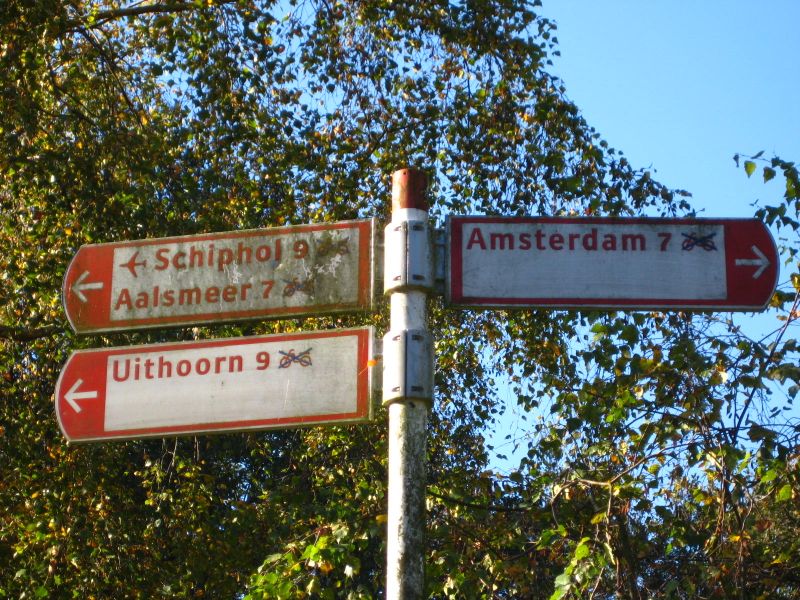 Schiphol 9
Aalsmeer 7
Uithoorn 9
Amsterdam 7